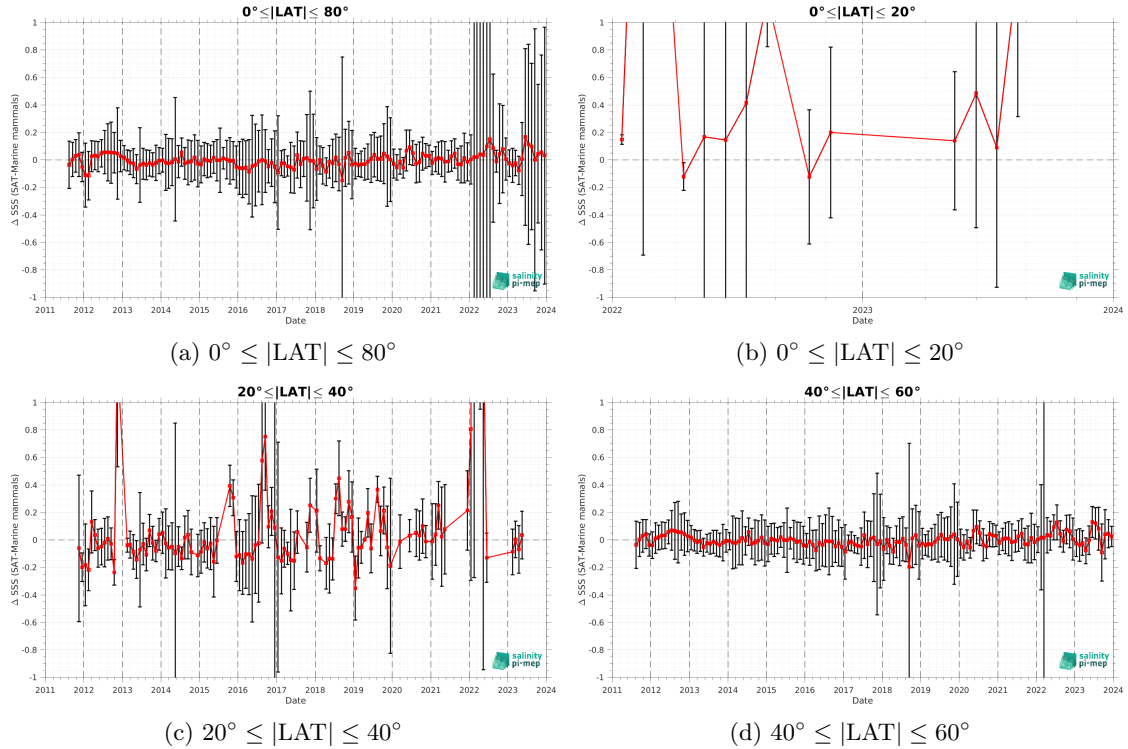 0°≤|LAT|≤ 80°
Δ SSS (SAT-Marine mammals)
1
0.8
0.6
0.4
0.2
0
-0.2
-0.4
-0.6
-0.8
-1
2011 2012 2013 2014 2015 2016 2017 2018 2019 2020 2021 2022 2023 2024
Date
salinity
pi-mep
(a) 0° ≤ |LAT| ≤ 80°
0°≤|LAT|≤ 20°
Δ SSS (SAT-Marine mammals)
1
0.8
0.6
0.4
0.2
0
-0.2
-0.4
-0.6
-0.8
-1
2022 2023 2024
Date
salinity
pi-mep
(b) 0° ≤ |LAT| ≤ 20°
20°≤|LAT|≤ 40°
Δ SSS (SAT-Marine mammals)
1
0.8
0.6
0.4
0.2
0
-0.2
-0.4
-0.6
-0.8
-1
2011 2012 2013 2014 2015 2016 2017 2018 2019 2020 2021 2022 2023 2024
Date
salinity
pi-mep
(c) 20° ≤ |LAT| ≤ 40°
40°≤|LAT|≤ 60°
Δ SSS (SAT-Marine mammals)
1
0.8
0.6
0.4
0.2
0
-0.2
-0.4
-0.6
-0.8
-1
2011 2012 2013 2014 2015 2016 2017 2018 2019 2020 2021 2022 2023 2024
Date
salinity
pi-mep
(d) 40° ≤ |LAT| ≤ 60°